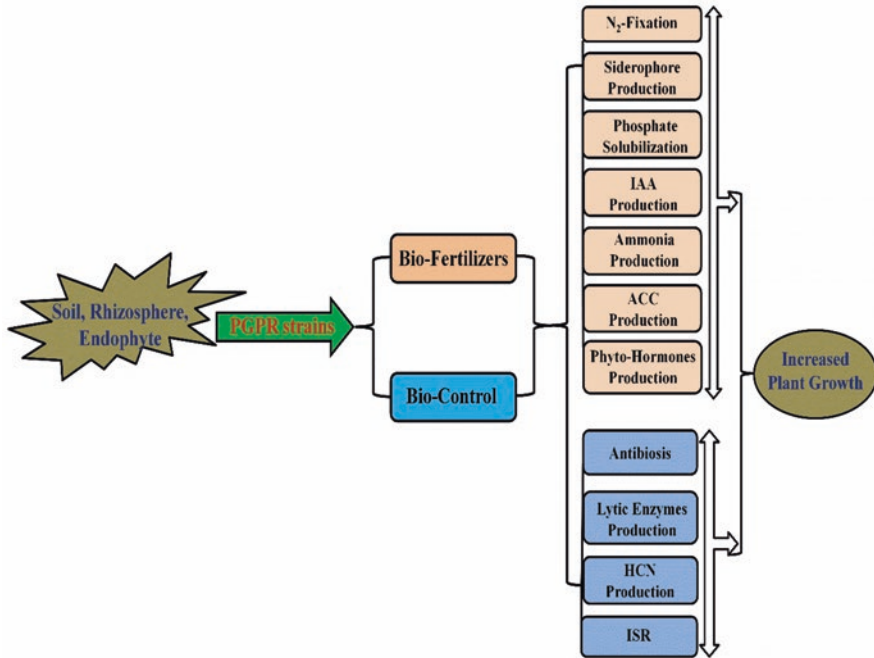 Soil, Rhizosphere,
Endophyte
PGPR strains
Bio-Fertilizers
Bio-Control
N₂-Fixation
Siderophore
Production
Phosphate
Solubilization
IAA
Production
Ammonia
Production
ACC
Production
Phyto-Hormones
Production
Antibiosis
Lytic Enzymes
Production
HCN
Production
ISR
Increased
Plant Growth